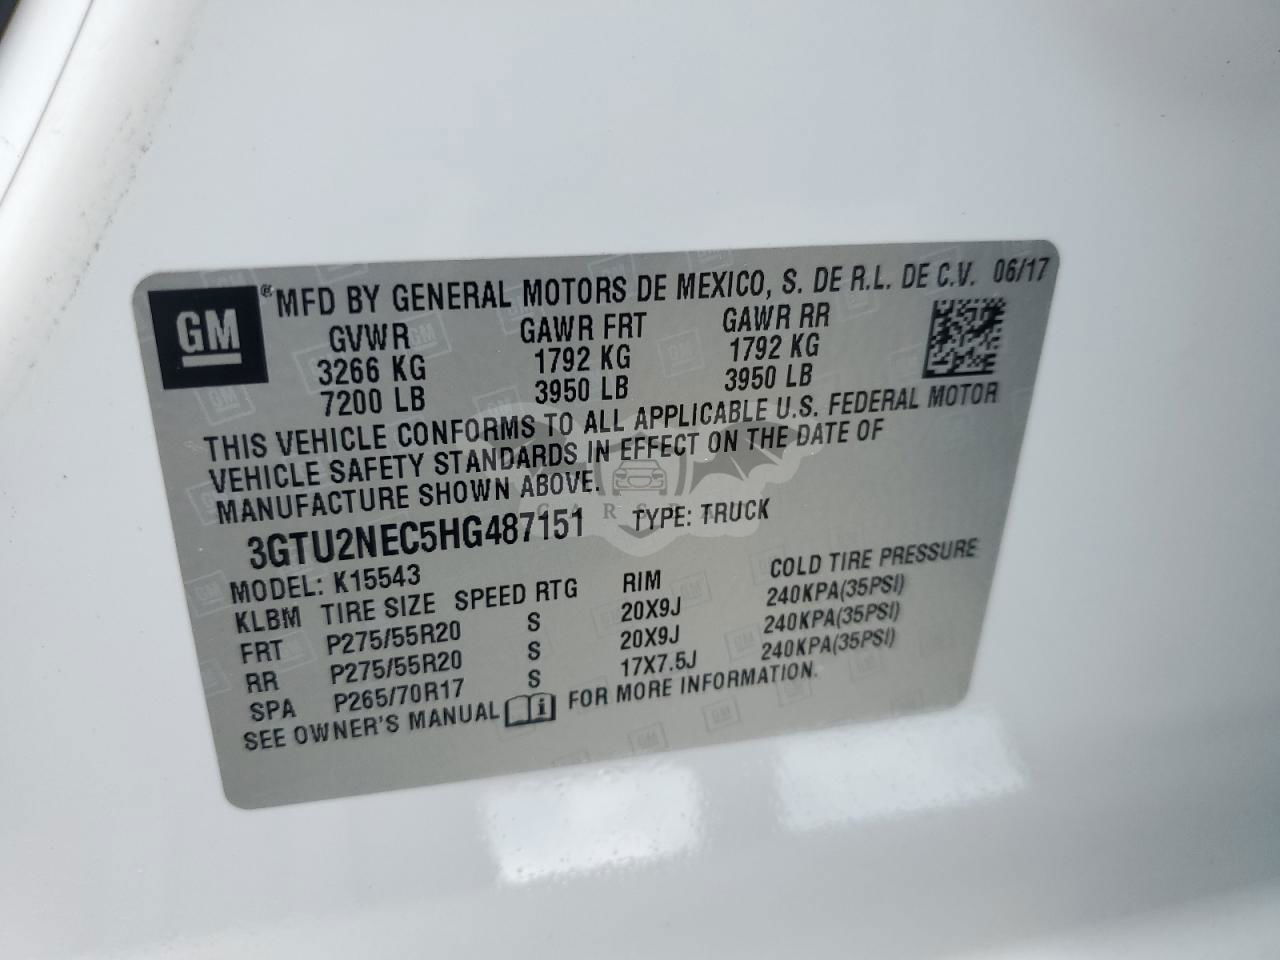 GM
®MFD BY GENERAL MOTORS DE MEXICO, S. DE R.L. DE C.V. 06/17
GVWR GAWR FRT GAWR RR
3266 KG 1792 KG 1792 KG
7200 LB 3950 LB 3950 LB
THIS VEHICLE CONFORMS TO ALL APPLICABLE U.S. FEDERAL MOTOR
VEHICLE SAFETY STANDARDS IN EFFECT ON THE DATE OF
MANUFACTURE SHOWN ABOVE.
3GTU2NEC5HG487151 TYPE: TRUCK
MODEL: K15543
KLBM TIRE SIZE SPEED RTG RIM COLD TIRE PRESSURE
FRT P275/55R20 S 20X9J 240KPA(35PSI)
RR P275/55R20 S 20X9J 240KPA(35PSI)
SPA P265/70R17 S 17X7.5J 240KPA(35PSI)
SEE OWNER'S MANUAL FOR MORE INFORMATION.